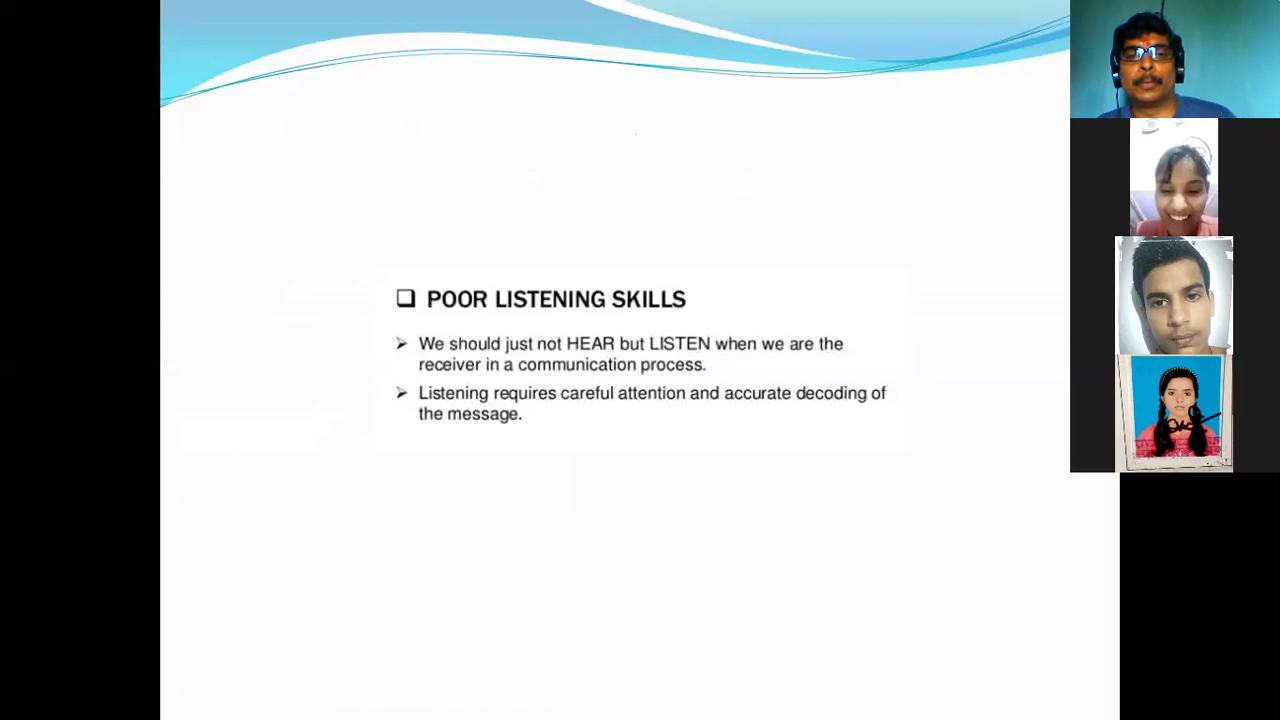 POOR LISTENING SKILLS
We should just not HEAR but LISTEN when we are the
receiver in a communication process.
Listening requires careful attention and accurate decoding of
the message.